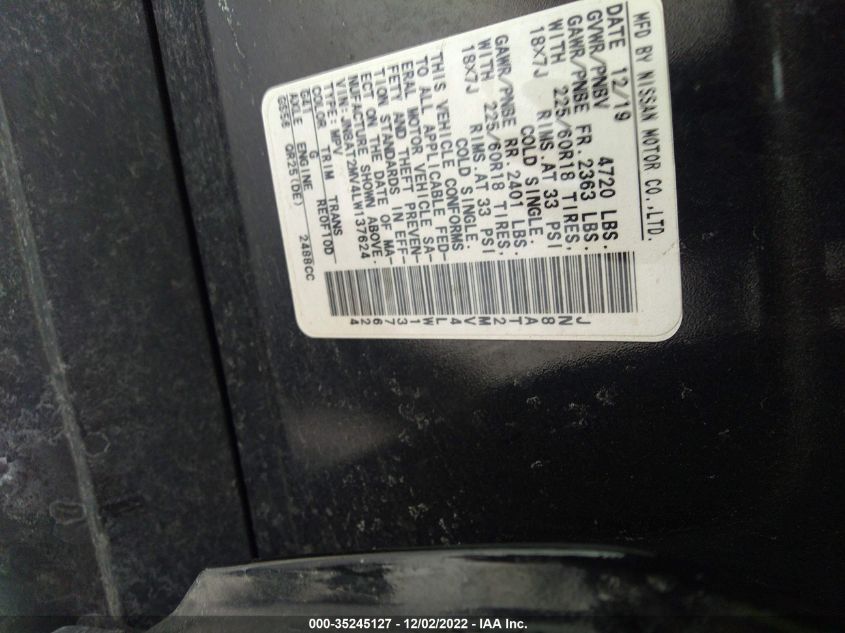 MFD BY NISSAN MOTOR CO.,LTD.
DATE 12/19
GVWR/PNBV 4720 LBS.
GAWR/PNBE FR. 2363 LBS.
WITH 225/60R18 TIRES,
18X7J RIMS,AT 33 PSI
COLD SINGLE.
GAWR/PNBE RR. 2401 LBS.
WITH 225/60R18 TIRES,
18X7J RIMS,AT 33 PSI
COLD SINGLE.
THIS VEHICLE CONFORMS
TO ALL APPLICABLE FED-
ERAL MOTOR VEHICLE SA-
FETY AND THEFT PREVEN-
TION STANDARDS IN EFF-
ECT ON THE DATE OF MA-
NUFACTURE SHOWN ABOVE.
VIN:JN8AT2MV4LW137624
TYPE: MPV
COLOR TRIM TRANS
G41 G RE0F10D
AXLE ENGINE
QR25(DE) 2488CC
JN8AT2MV4LW137624
000-35245127 - 12/02/2022 - IAA Inc.